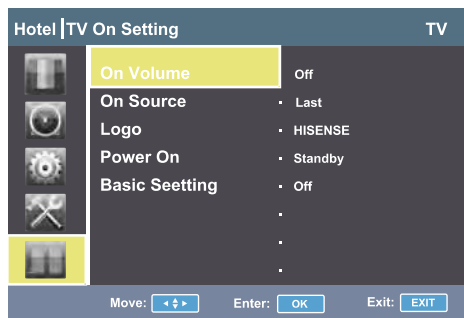 Hotel TV On Setting TV
On Volume Off
On Source Last
Logo HISENSE
Power On Standby
Basic Seetting Off
Move: Enter: OK Exit: EXIT